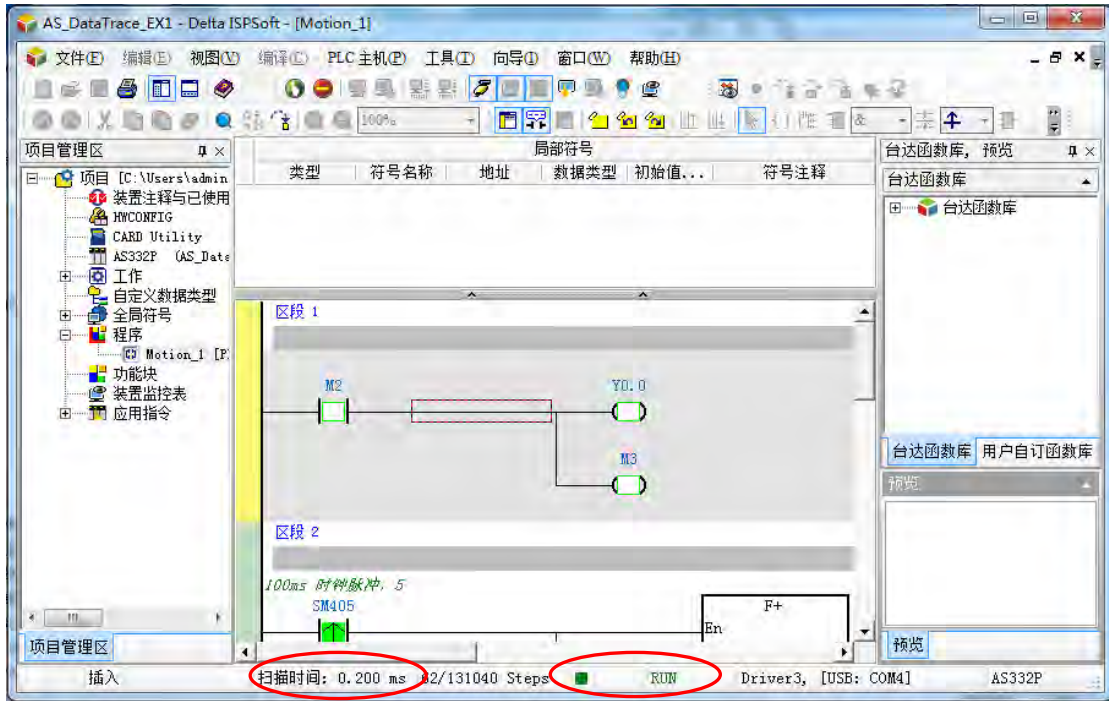 AS_DataTrace_EX1 - Delta ISPSoft - [Motion_1]
文件(F) 编辑(E) 视图(V) 编译(C) PLC 主机(P) 工具(T) 向导(I) 窗口(W) 帮助(H)
100%
项目管理区
项目 [C:\Users\admin
装置注释与已使用
HWCONFIG
CARD Utility
AS332P (AS_Data
工作
自定义数据类型
全局符号
程序
Motion_1 [P
功能块
装置监控表
应用指令
项目管理区
局部符号
类型 符号名称 地址 数据类型 初始值... 符号注释
区段 1
M2 Y0.0
M3
区段 2
100ms 时钟脉冲, 5
SM405 F+
En
台达函数库, 预览
台达函数库
台达函数库
台达函数库 用户自订函数库
预览
预览
插入 扫描时间: 0.200 ms 62/131040 Steps RUN Driver3, [USB: COM4] AS332P